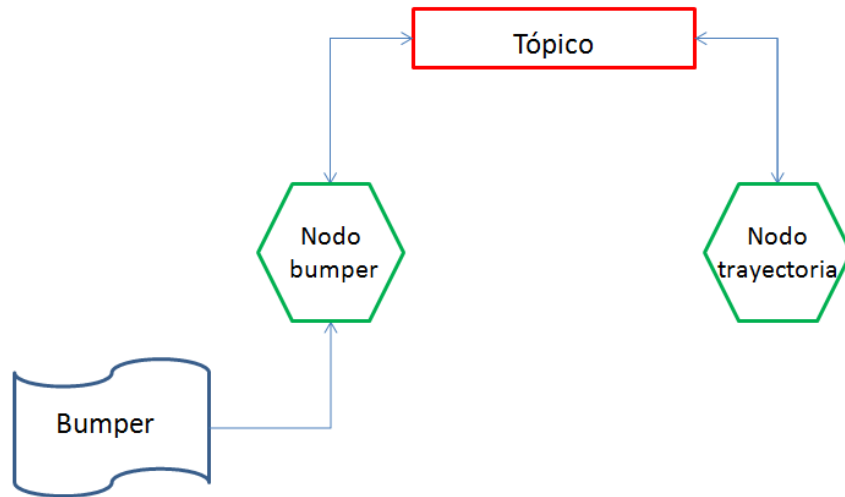 Tópico
Nodo
bumper
Nodo
trayectoria
Bumper